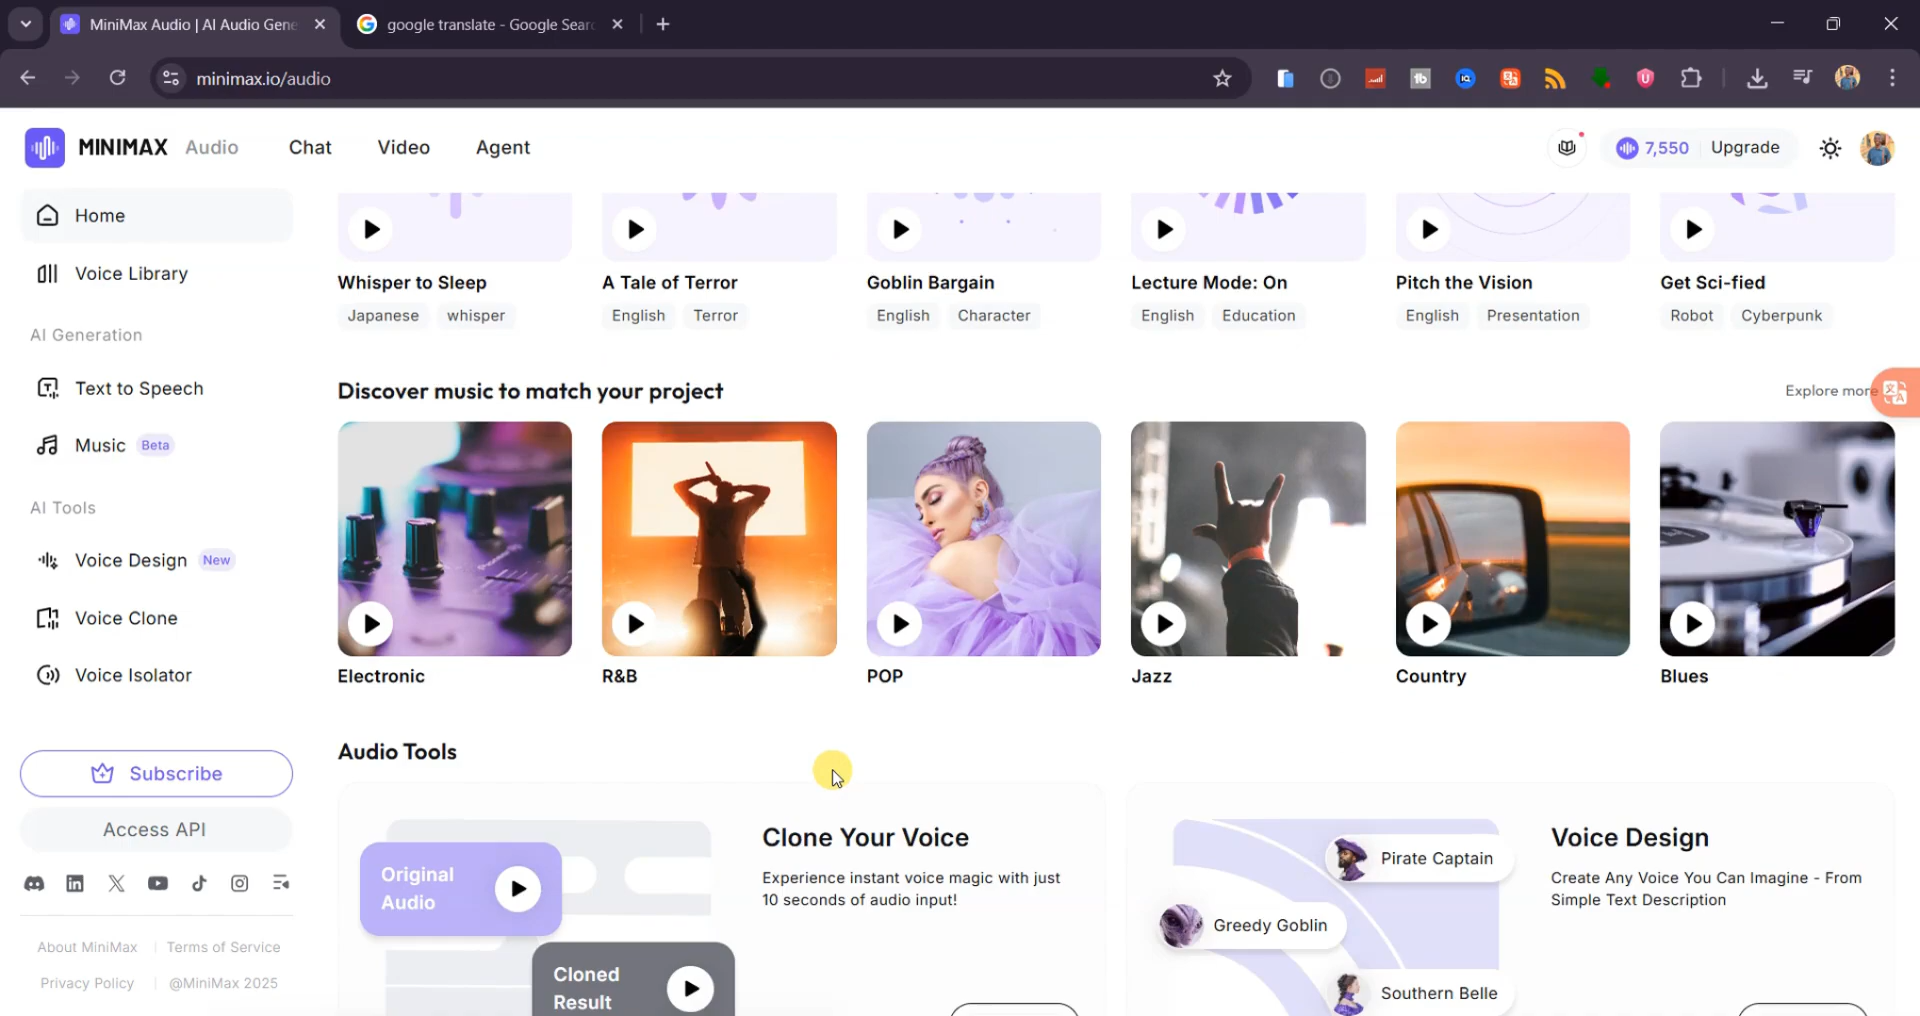 MiniMax Audio | AI Audio Gene
google translate - Google Sear
minimax.io/audio
MINIMAX Audio Chat Video Agent
7,550 Upgrade
Home
Voice Library
AI Generation
Text to Speech
Music Beta
AI Tools
Voice Design New
Voice Clone
Voice Isolator
Subscribe
Access API
About MiniMax Terms of Service
Privacy Policy @MiniMax 2025
Whisper to Sleep
Japanese whisper
A Tale of Terror
English Terror
Goblin Bargain
English Character
Lecture Mode: On
English Education
Pitch the Vision
English Presentation
Get Sci-fied
Robot Cyberpunk
Discover music to match your project
Explore more
Electronic
R&B
POP
Jazz
Country
Blues
Audio Tools
Original
Audio
Cloned
Result
Clone Your Voice
Experience instant voice magic with just
10 seconds of audio input!
Pirate Captain
Greedy Goblin
Southern Belle
Voice Design
Create Any Voice You Can Imagine - From
Simple Text Description